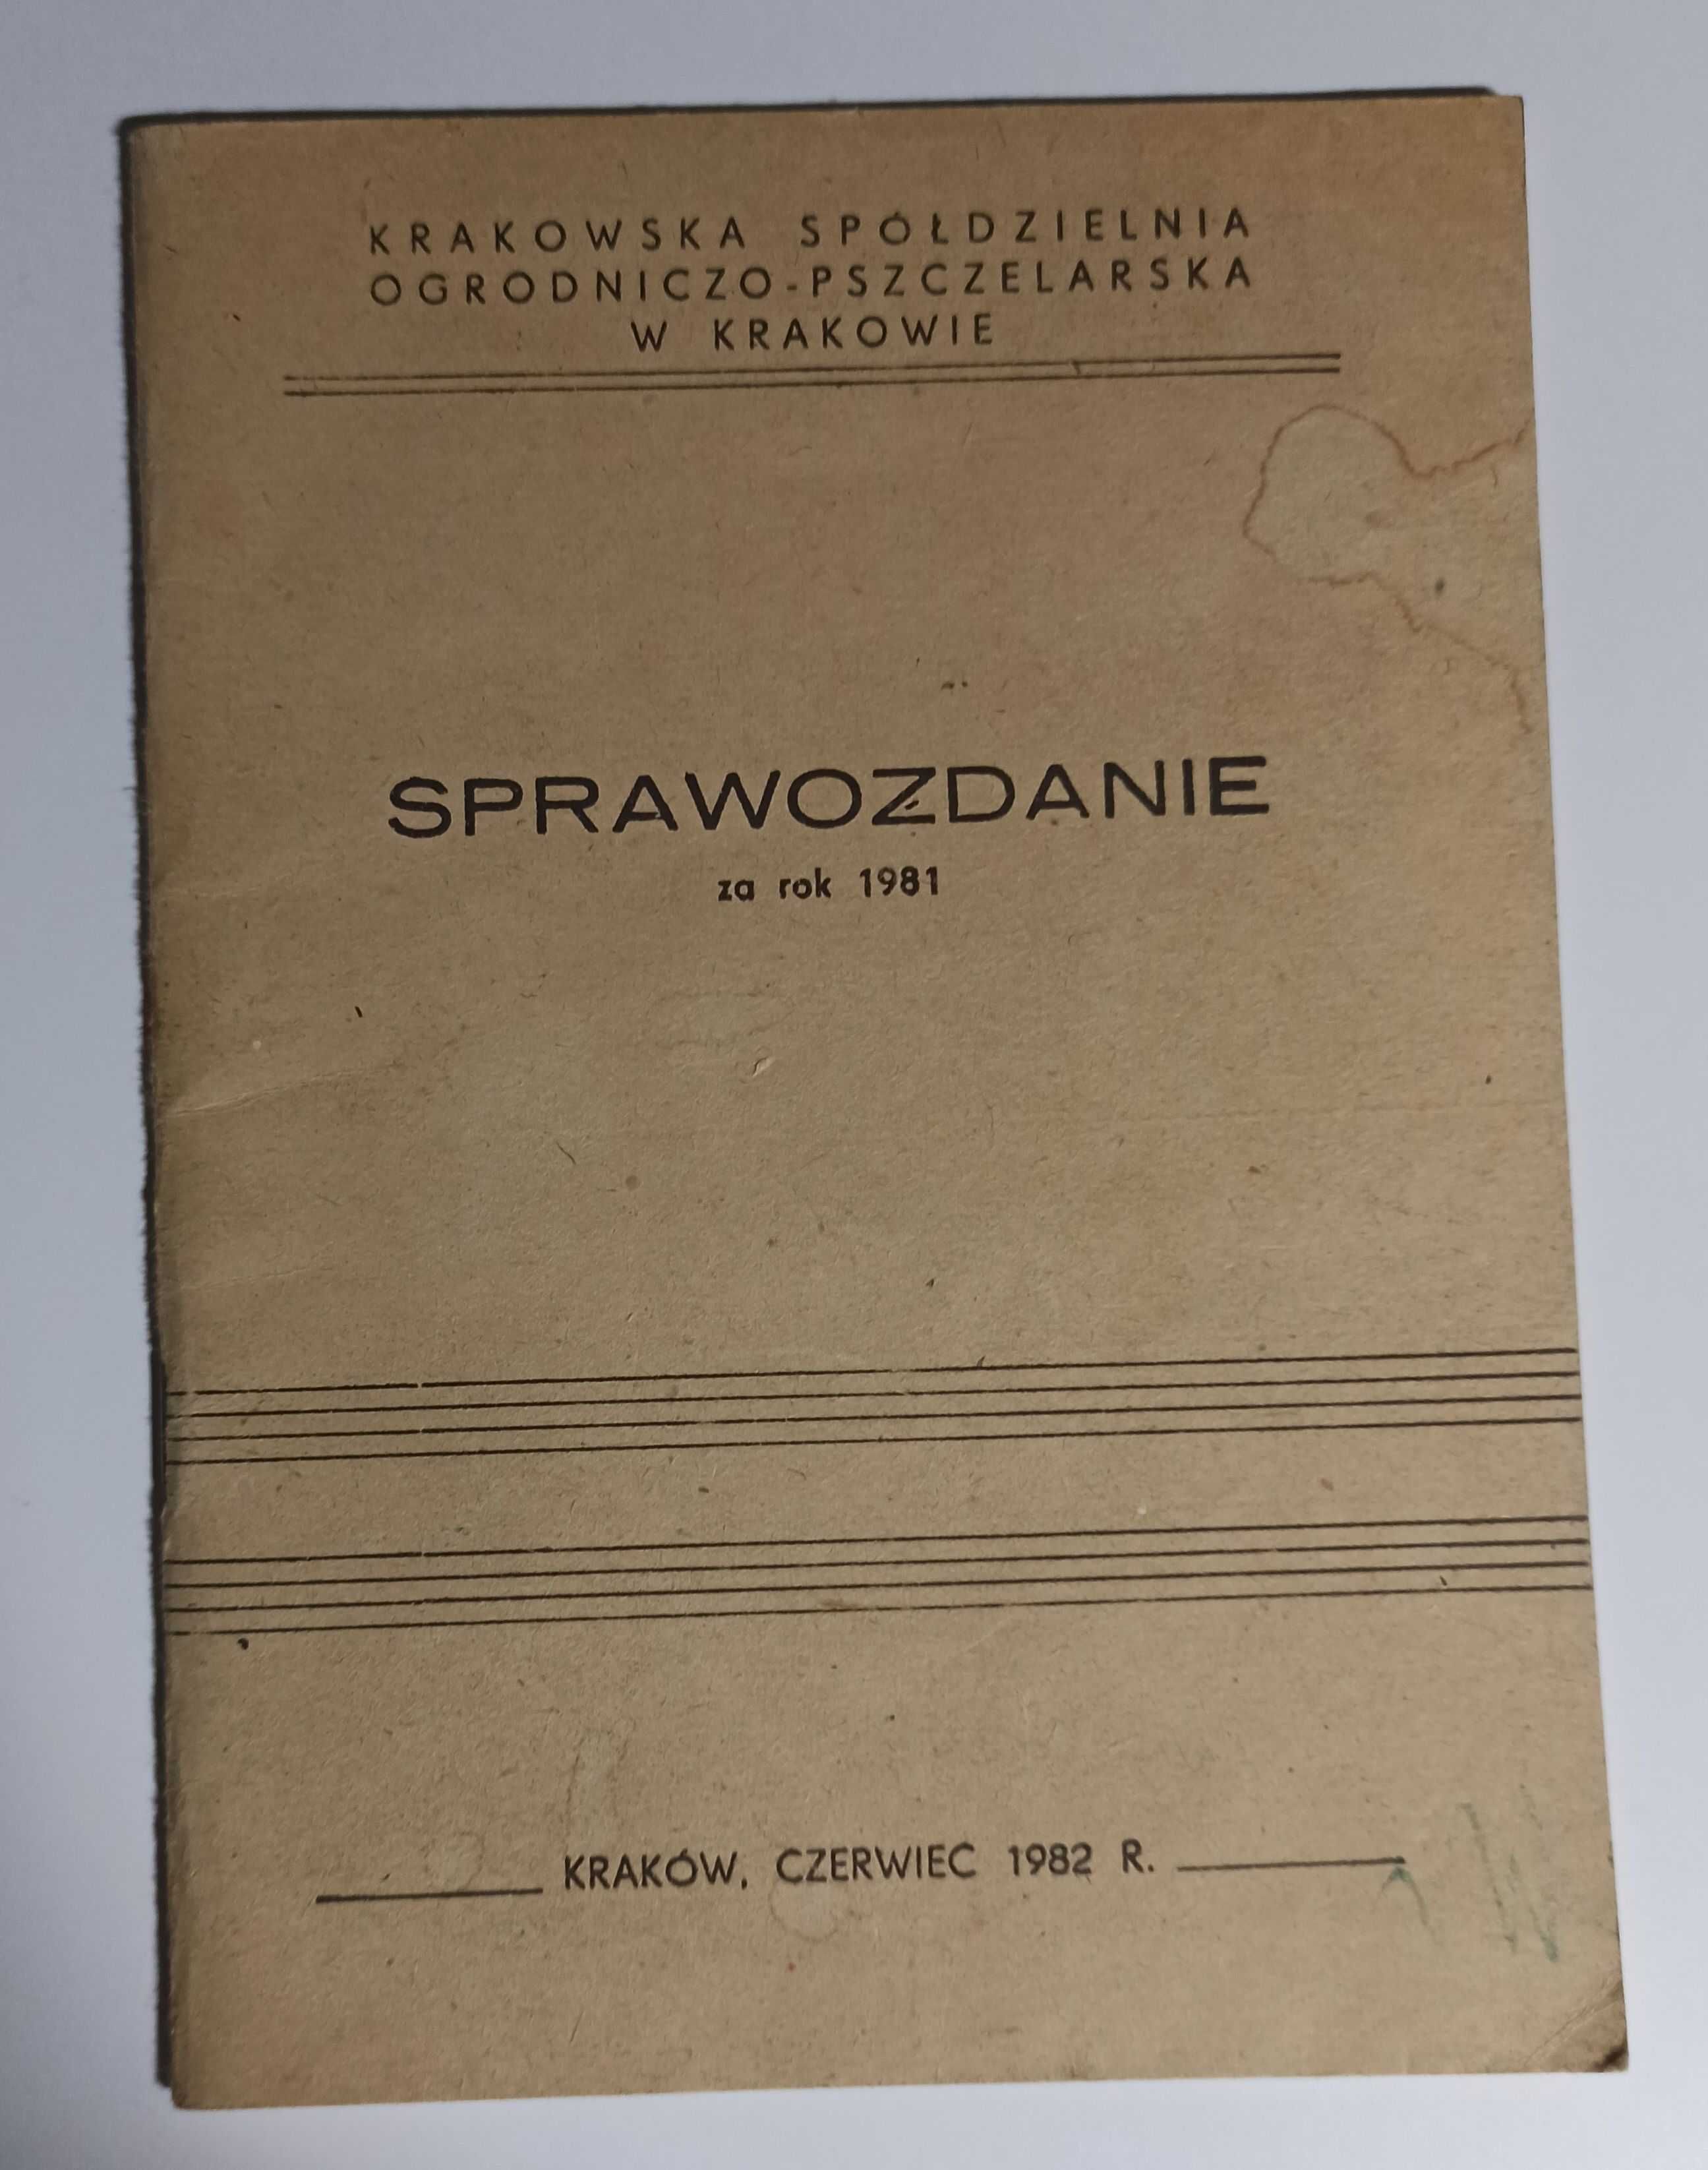 KRAKOWSKA SPÓŁDZIELNIA
OGRODNICZO-PSZCZELARSKA
W KRAKOWIE
SPRAWOZDANIE
za rok 1981
KRAKÓW, CZERWIEC 1982 R.